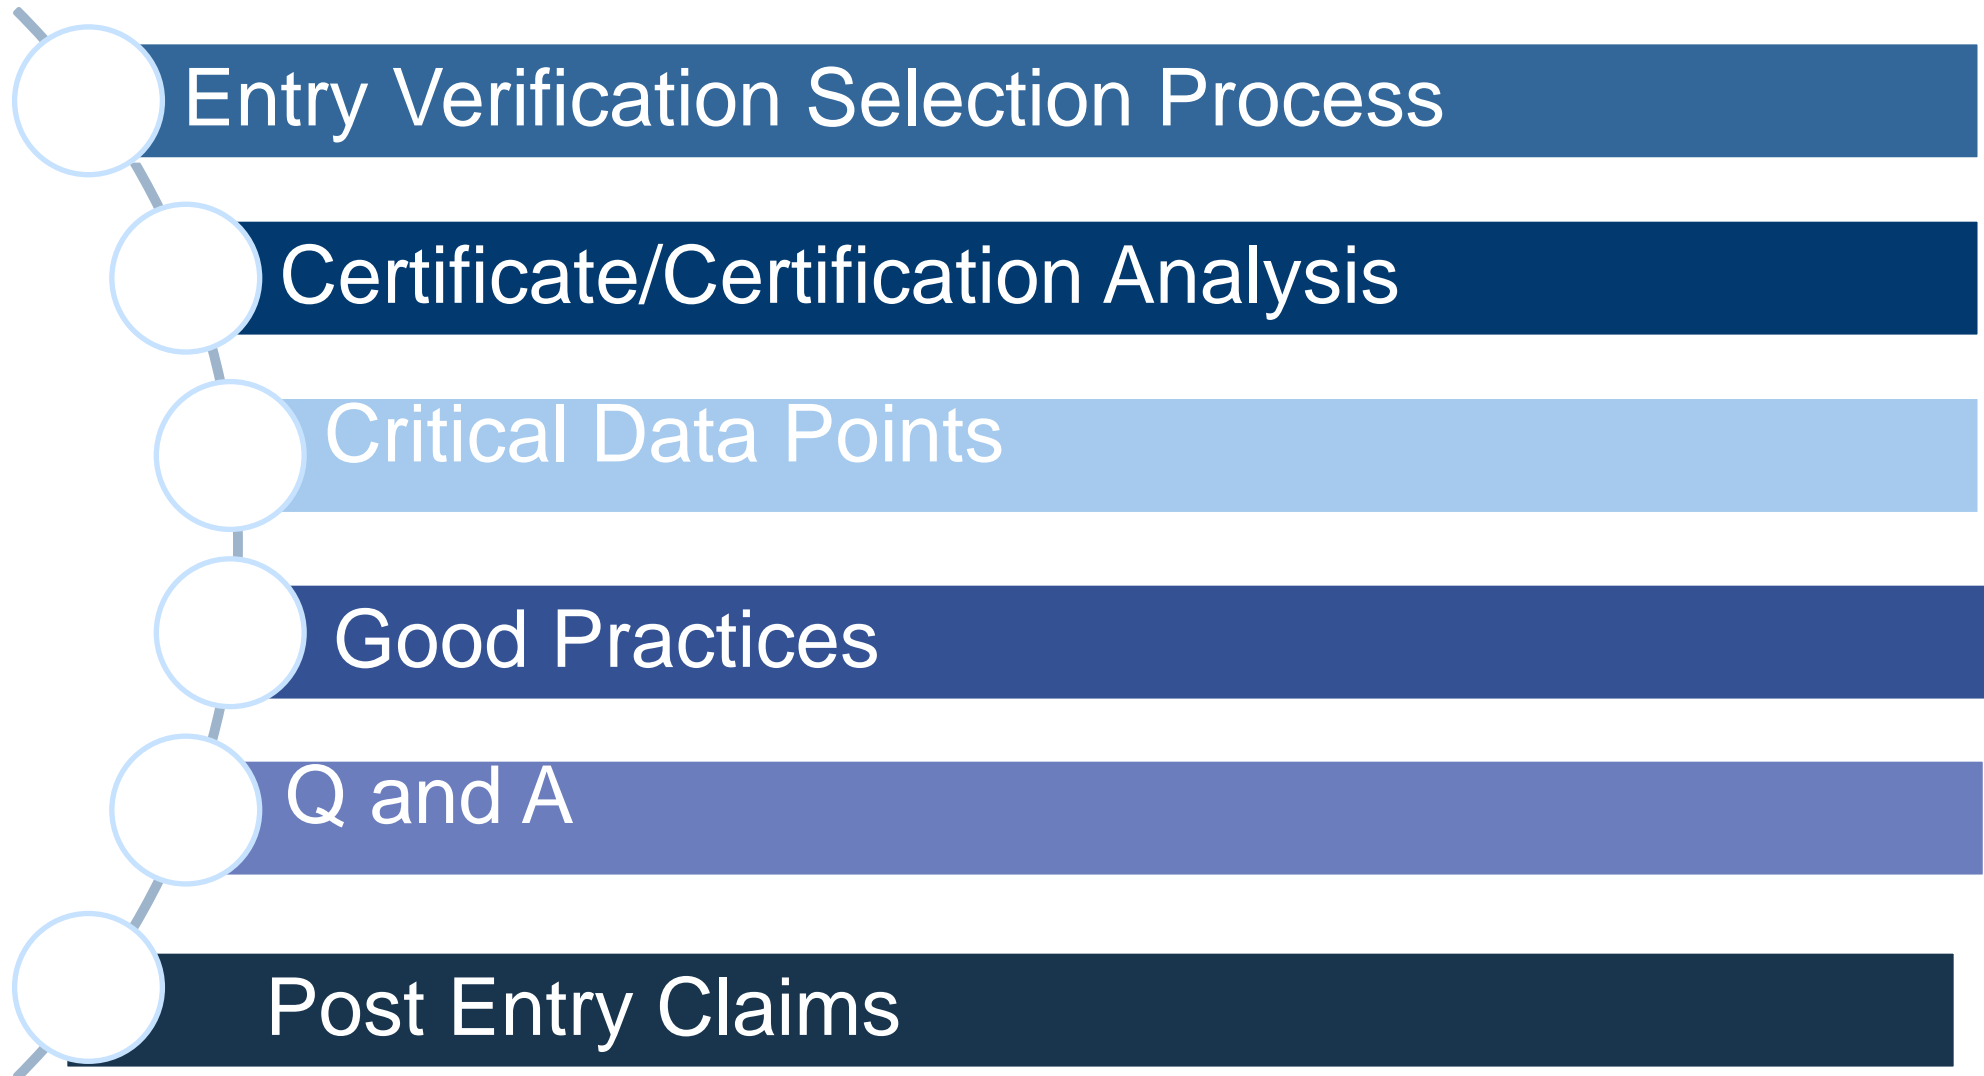 Entry Verification Selection Process
Certificate/Certification Analysis
Critical Data Points
Good Practices
Q and A
Post Entry Claims